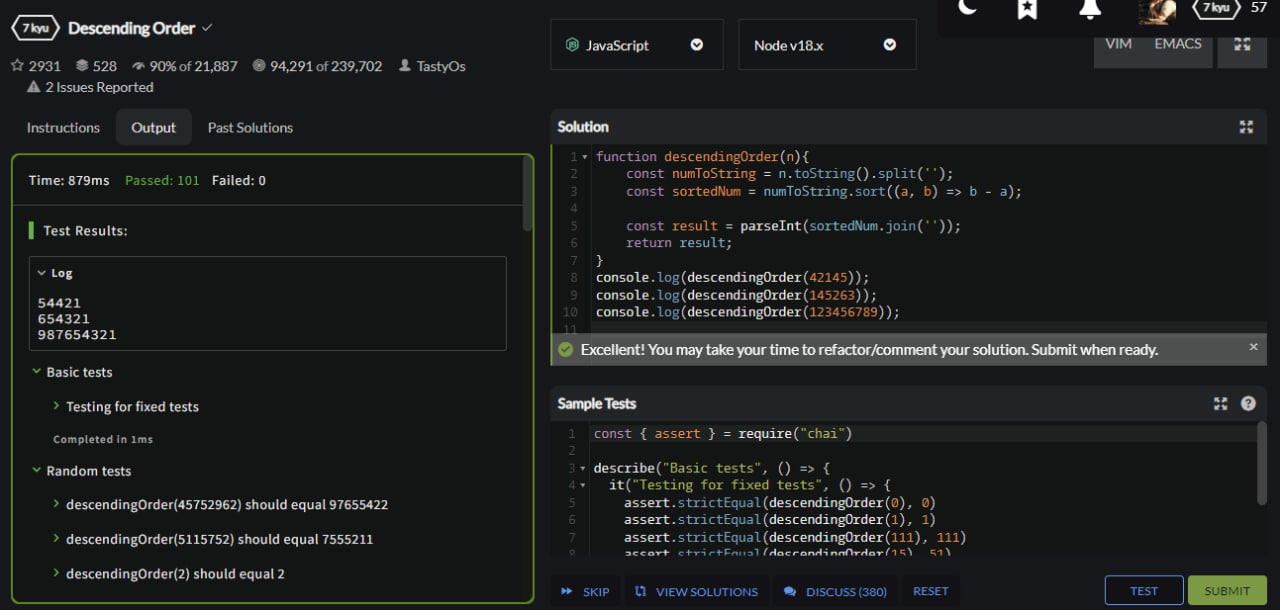 7 kyu Descending Order
2931 528 90% of 21,887 94,291 of 239,702 TastyOs
2 Issues Reported
Instructions Output Past Solutions
Time: 879ms Passed: 101 Failed: 0
Test Results:
Log
54421
654321
987654321
Basic tests
Testing for fixed tests
Completed in 1ms
Random tests
descendingOrder(45752962) should equal 97655422
descendingOrder(5115752) should equal 7555211
descendingOrder(2) should equal 2
JavaScript
Node v18.x
7 kyu 57
VIM EMACS
Solution
1 function descendingOrder(n){
2 const numToString = n.toString().split('');
3 const sortedNum = numToString.sort((a, b) => b - a);
4
5 const result = parseInt(sortedNum.join(''));
6 return result;
7 }
8 console.log(descendingOrder(42145));
9 console.log(descendingOrder(145263));
10 console.log(descendingOrder(123456789));
11
Excellent! You may take your time to refactor/comment your solution. Submit when ready. ×
Sample Tests
1 const { assert } = require("chai")
2
3 describe("Basic tests", () => {
4 it("Testing for fixed tests", () => {
5 assert.strictEqual(descendingOrder(0), 0)
6 assert.strictEqual(descendingOrder(1), 1)
7 assert.strictEqual(descendingOrder(111), 111)
8 assert.strictEqual(descendingOrder(15), 51)
SKIP VIEW SOLUTIONS DISCUSS (380) RESET TEST SUBMIT